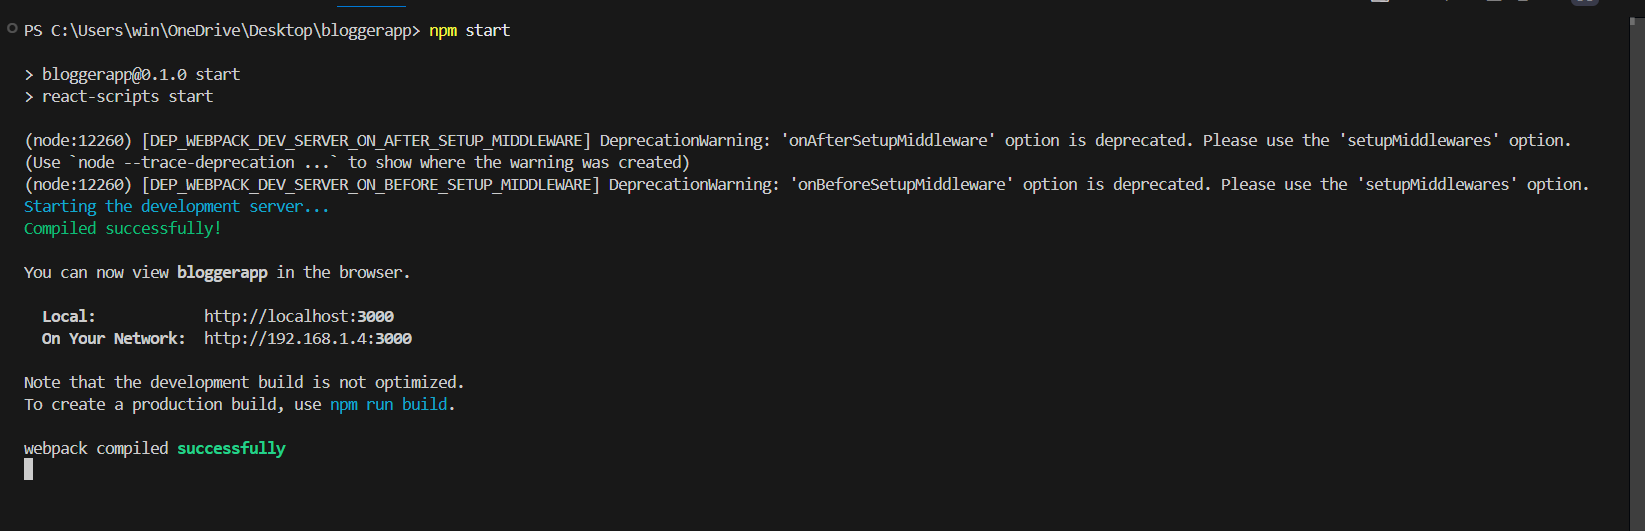 PS C:\Users\win\OneDrive\Desktop\bloggerapp> npm start
> bloggerapp@0.1.0 start
> react-scripts start
(node:12260) [DEP_WEBPACK_DEV_SERVER_ON_AFTER_SETUP_MIDDLEWARE] DeprecationWarning: 'onAfterSetupMiddleware' option is deprecated. Please use the 'setupMiddlewares' option.
(Use `node --trace-deprecation ...` to show where the warning was created)
(node:12260) [DEP_WEBPACK_DEV_SERVER_ON_BEFORE_SETUP_MIDDLEWARE] DeprecationWarning: 'onBeforeSetupMiddleware' option is deprecated. Please use the 'setupMiddlewares' option.
Starting the development server...
Compiled successfully!
You can now view bloggerapp in the browser.
Local: http://localhost:3000
On Your Network: http://192.168.1.4:3000
Note that the development build is not optimized.
To create a production build, use npm run build.
webpack compiled successfully